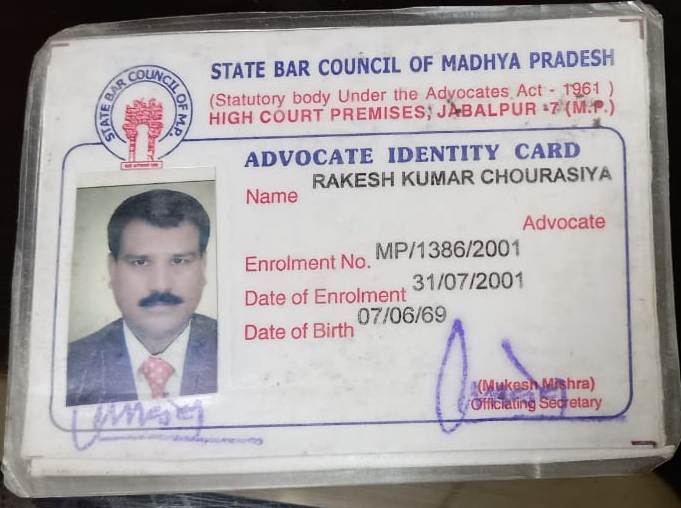 STATE BAR COUNCIL OF MADHYA PRADESH
(Statutory body Under the Advocates Act - 1961 )
HIGH COURT PREMISES, JABALPUR -7 (M.P.)
STATE BAR COUNCIL OF M.P.
ADVOCATE IDENTITY CARD
Name RAKESH KUMAR CHOURASIYA
Advocate
Enrolment No. MP/1386/2001
Date of Enrolment 31/07/2001
Date of Birth 07/06/69
(Mukesh Mishra)
Officiating Secretary